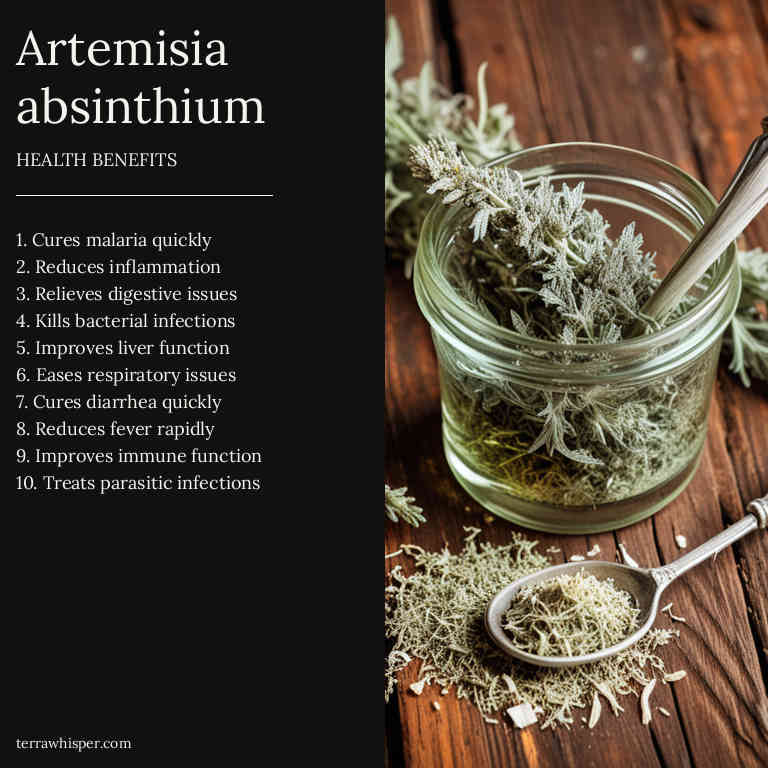 Artemisia
absinthium
HEALTH BENEFITS
1. Cures malaria quickly
2. Reduces inflammation
3. Relieves digestive issues
4. Kills bacterial infections
5. Improves liver function
6. Eases respiratory issues
7. Cures diarrhea quickly
8. Reduces fever rapidly
9. Improves immune function
10. Treats parasitic infections
terrawhisper.com